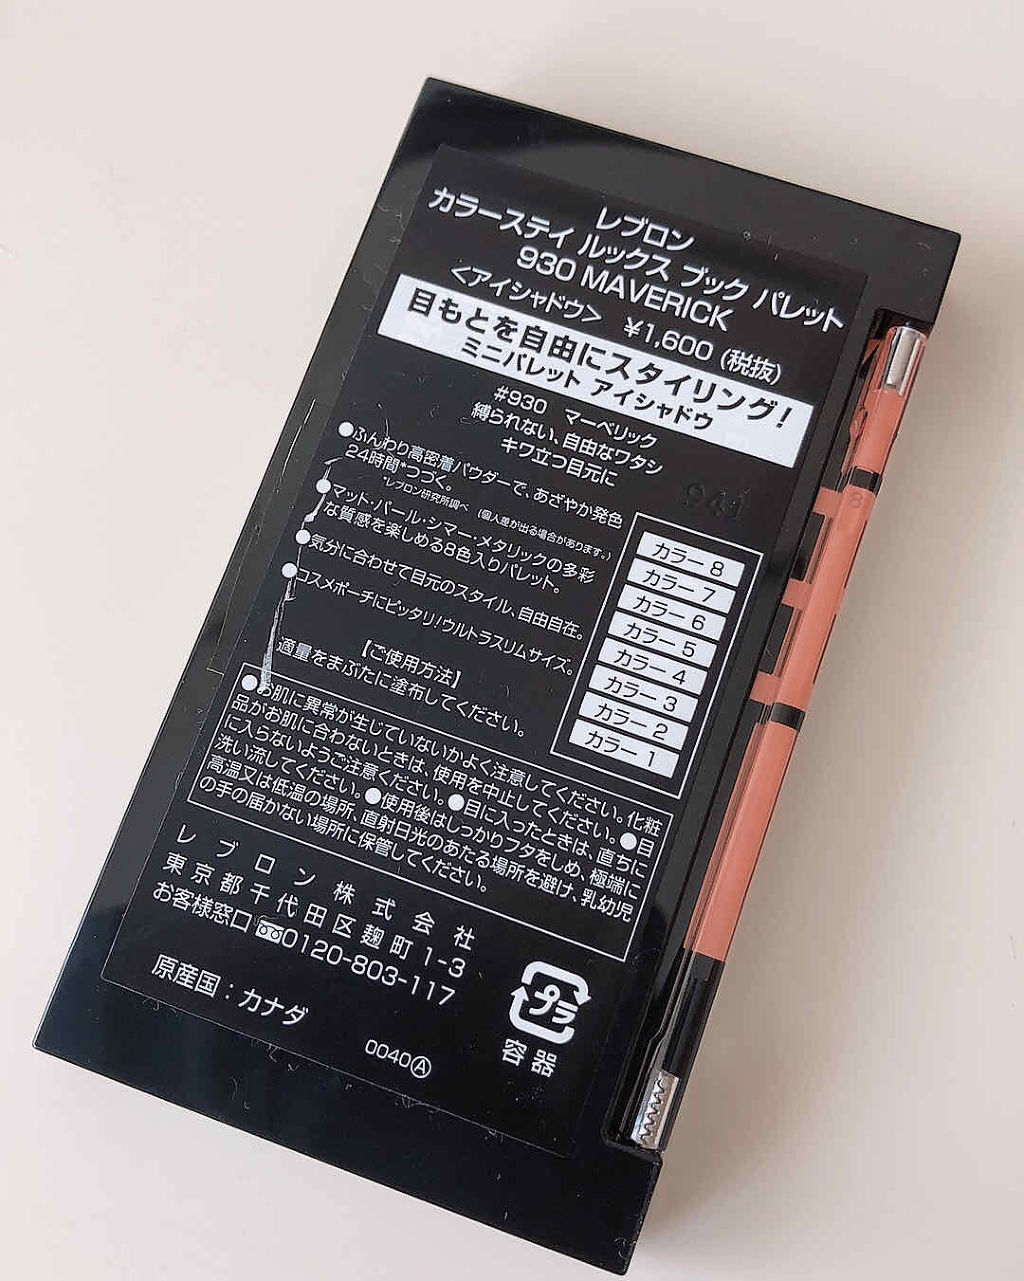 レブロン
カラーステイ ルックス ブック パレット
930 MAVERICK
<アイシャドウ> ¥1,600 (税抜)
目もとを自由にスタイリング!
ミニパレット アイシャドウ
#930 マーベリック
縛られない、自由なワタシ
キワ立つ目元に
●ふんわり高密着パウダーで、あざやか発色
24時間*つづく。
*レブロン研究所調べ (個人差が出る場合があります。)
●マット・パール・シマー・メタリックの多彩
な質感を楽しめる8色入りパレット。
●気分に合わせて目元のスタイル、自由自在。
●コスメポーチにピッタリ!ウルトラスリムサイズ。
941
カラー 8
カラー 7
カラー 6
カラー 5
カラー 4
カラー 3
カラー 2
カラー 1
【ご使用方法】
適量をまぶたに塗布してください。
●お肌に異常が生じていないかよく注意してください。化粧
品がお肌に合わないときは、使用を中止してください。●目
に入らないようご注意ください。●目に入ったときは、直ちに
洗い流してください。●使用後はしっかりフタをしめ、極端に
高温又は低温の場所、直射日光のあたる場所を避け、乳幼児
の手の届かない場所に保管してください。
レブロン株式会社
東京都千代田区麹町 1-3
お客様窓口 0120-803-117
原産国:カナダ
0040Ⓐ
プラ
容器